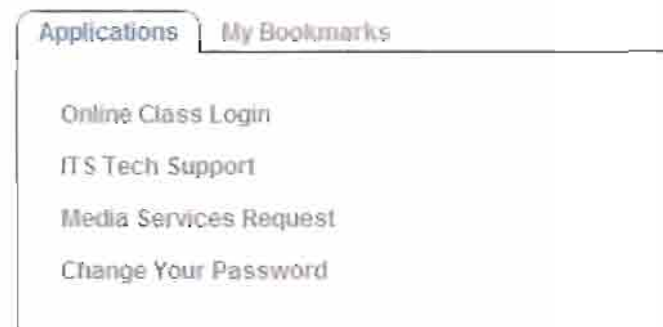 Applications My Bookmarks
Online Class Login
ITS Tech Support
Media Services Request
Change Your Password